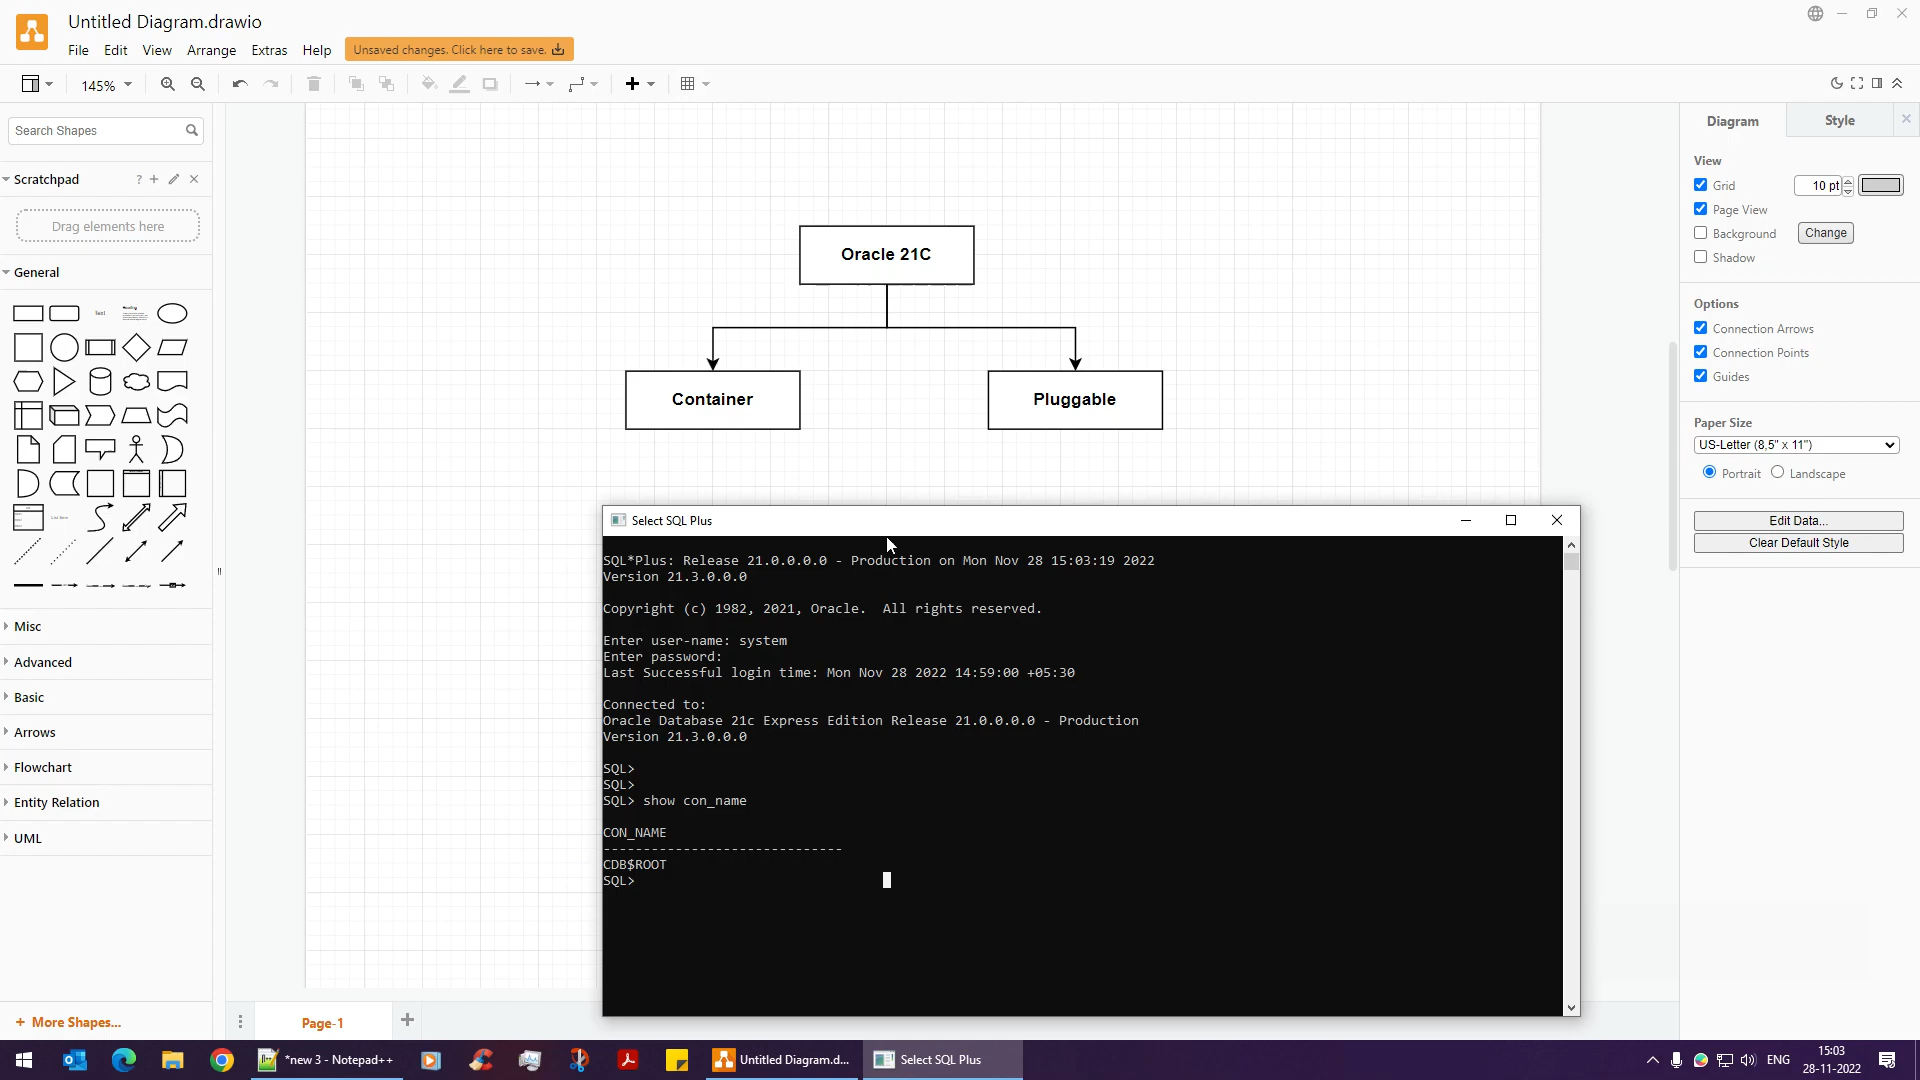 Untitled Diagram.drawio
File Edit View Arrange Extras Help Unsaved changes. Click here to save.
145%
Search Shapes
Scratchpad ?
Drag elements here
General
Text
Heading
Misc
Advanced
Basic
Arrows
Flowchart
Entity Relation
UML
+ More Shapes...
Oracle 21C
Container
Pluggable
Page-1
Select SQL Plus
SQL*Plus: Release 21.0.0.0.0 - Production on Mon Nov 28 15:03:19 2022
Version 21.3.0.0.0
Copyright (c) 1982, 2021, Oracle.  All rights reserved.
Enter user-name: system
Enter password:
Last Successful login time: Mon Nov 28 2022 14:59:00 +05:30
Connected to:
Oracle Database 21c Express Edition Release 21.0.0.0.0 - Production
Version 21.3.0.0.0
SQL>
SQL>
SQL> show con_name
CON_NAME
------------------------------
CDB$ROOT
SQL>
Diagram Style
View
Grid 10 pt
Page View
Background Change
Shadow
Options
Connection Arrows
Connection Points
Guides
Paper Size
US-Letter (8,5" x 11")
Portrait Landscape
Edit Data...
Clear Default Style
*new 3 - Notepad++
Untitled Diagram.d...
Select SQL Plus
ENG
15:03
28-11-2022